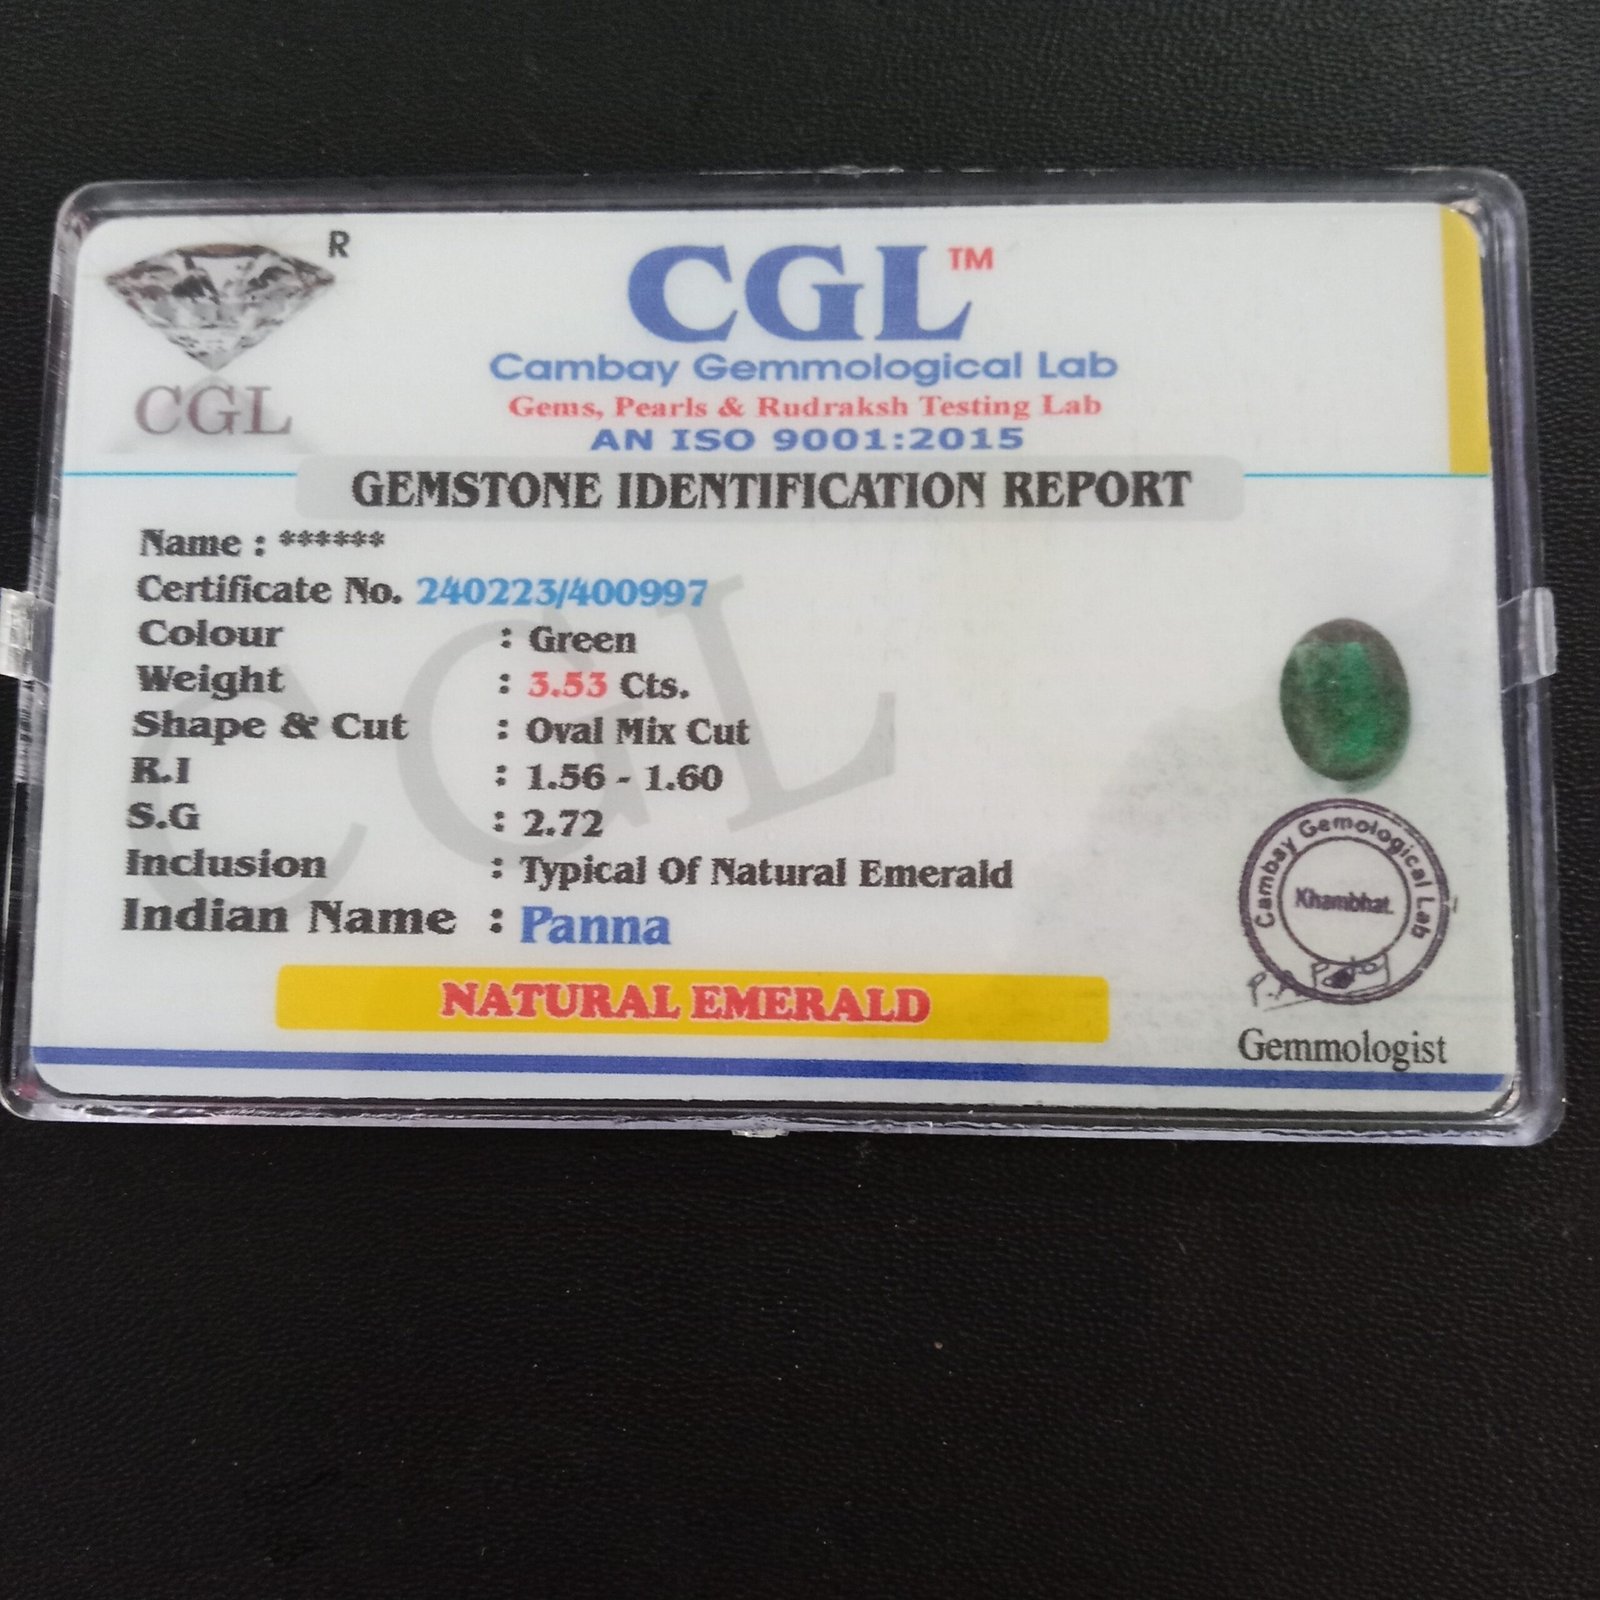 R
CGL
CGL™
Cambay Gemmological Lab
Gems, Pearls & Rudraksh Testing Lab
AN ISO 9001:2015
GEMSTONE IDENTIFICATION REPORT
Name : ******
Certificate No. 240223/400997
Colour : Green
Weight : 3.53 Cts.
Shape & Cut : Oval Mix Cut
R.I : 1.56 - 1.60
S.G : 2.72
Inclusion : Typical Of Natural Emerald
Indian Name : Panna
NATURAL EMERALD
CGL
Cambay Gemological Lab
Khambhat.
Gemmologist